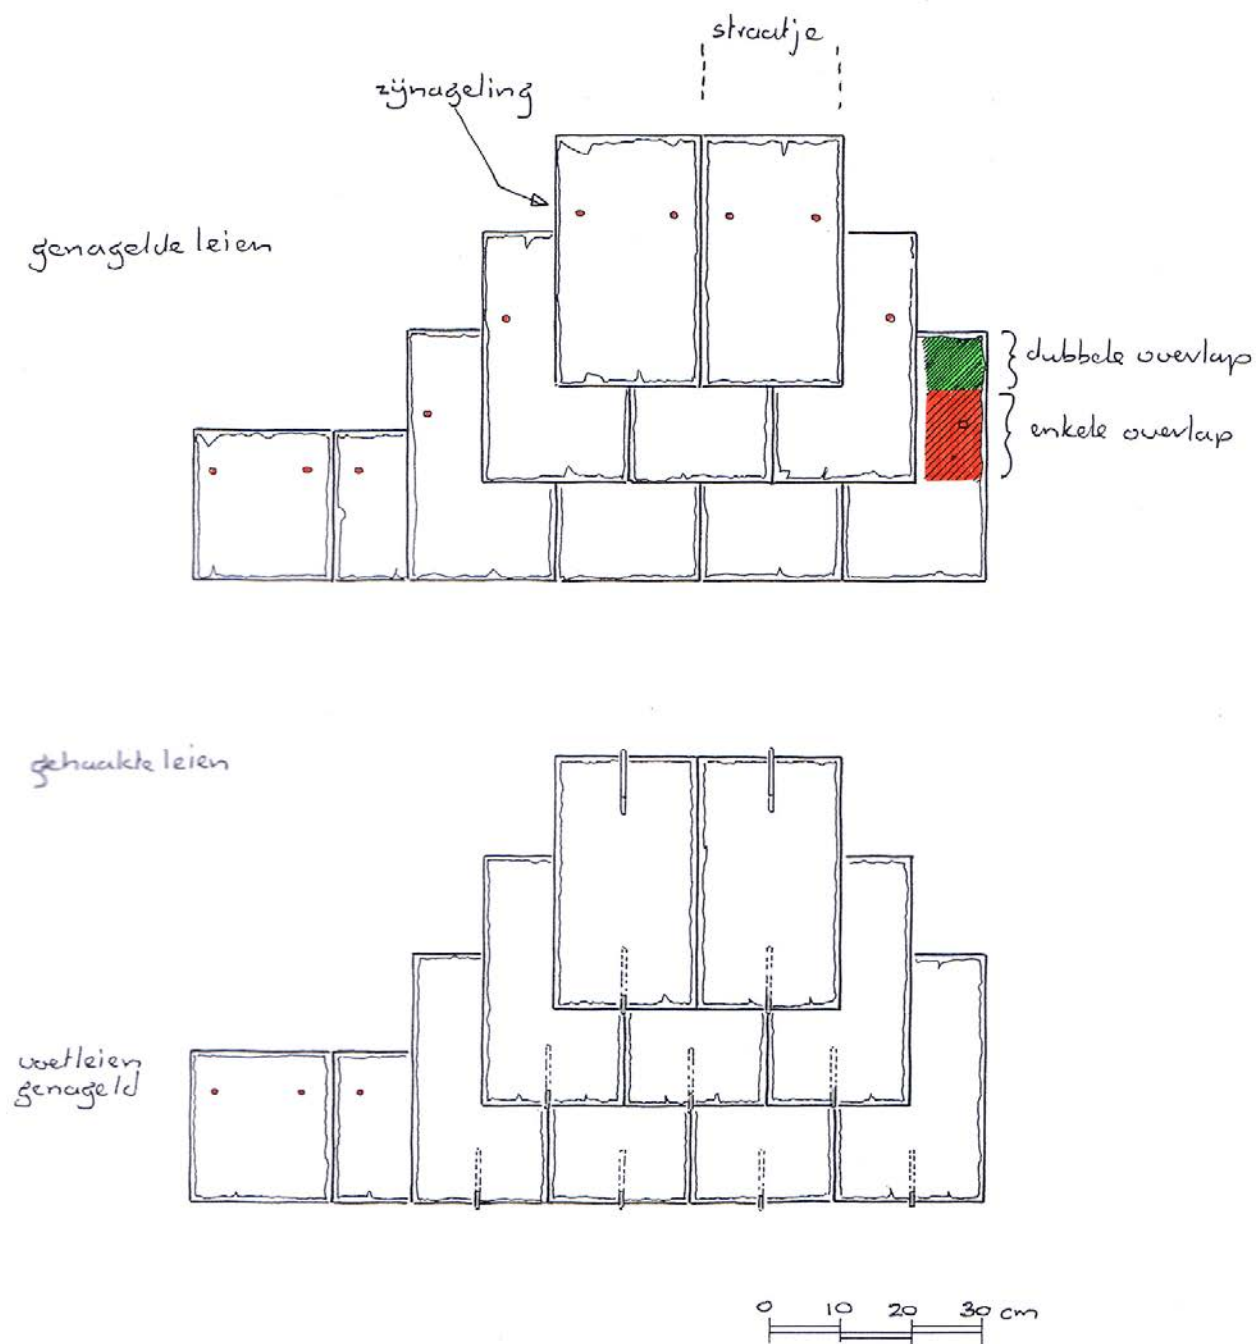 straatje
zijnageling
genagelde leien
dubbele overlap
enkele overlap
gehaakte leien
voetleien
genageld
0 10 20 30 cm